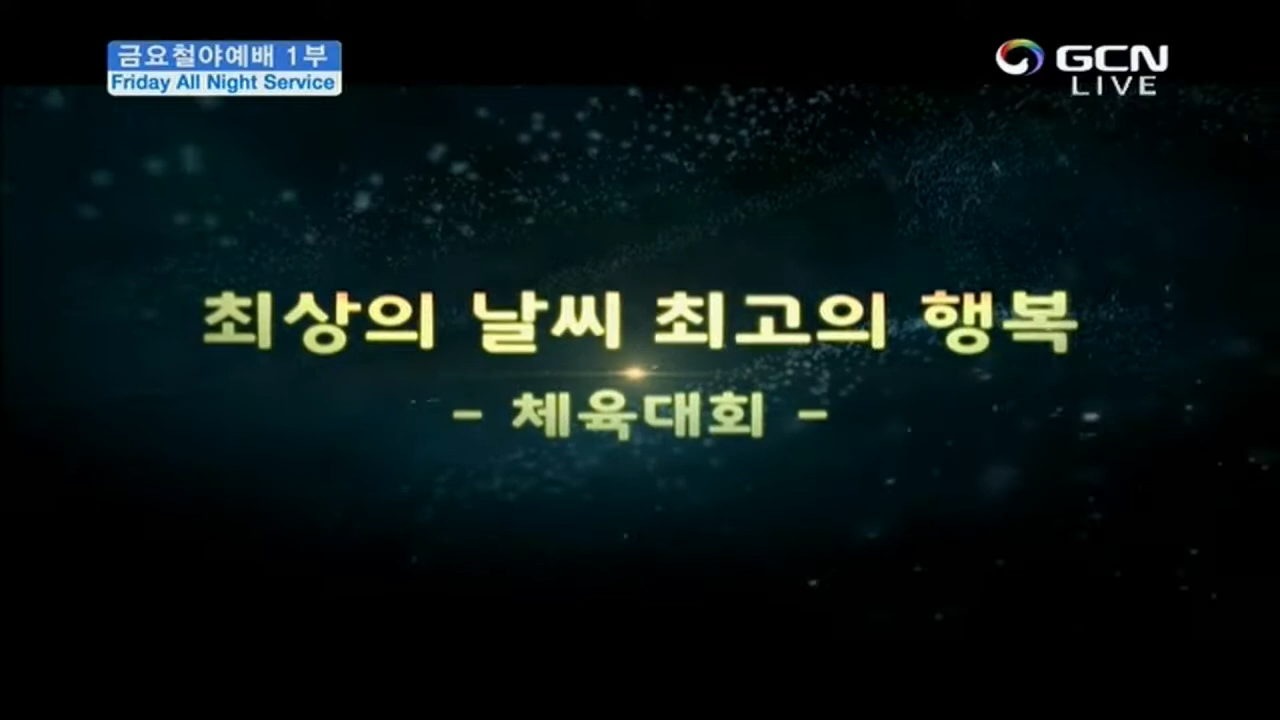 금요철야예배 1부
Friday All Night Service
GCN
LIVE
최상의 날씨 최고의 행복
- 체육대회 -